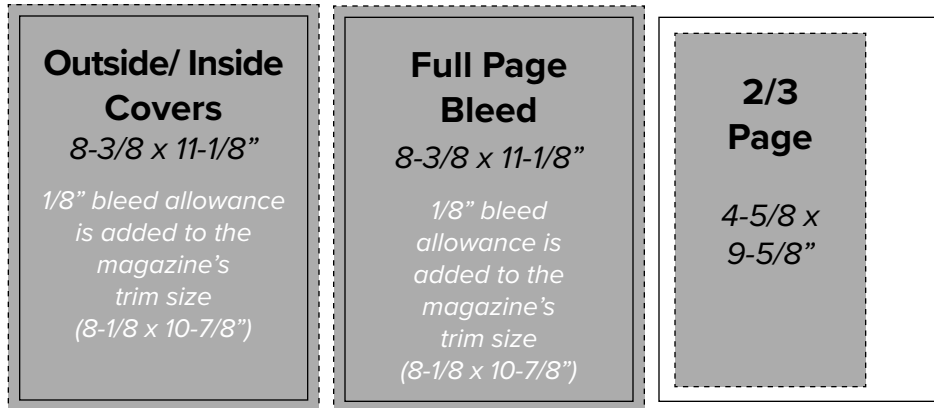 Outside/ Inside
Covers
8-3/8 x 11-1/8”
1/8” bleed allowance
is added to the
magazine’s
trim size
(8-1/8 x 10-7/8”)
Full Page
Bleed
8-3/8 x 11-1/8”
1/8” bleed
allowance is
added to the
magazine’s
trim size
(8-1/8 x 10-7/8”)
2/3
Page
4-5/8 x
9-5/8”